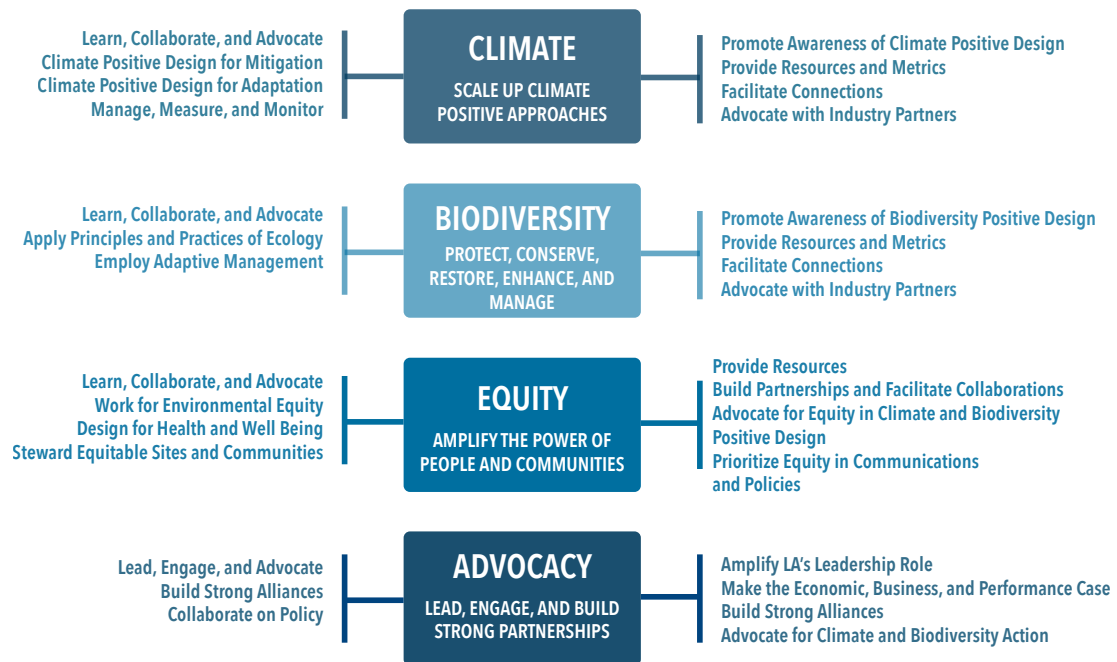 Learn, Collaborate, and Advocate
Climate Positive Design for Mitigation
Climate Positive Design for Adaptation
Manage, Measure, and Monitor
CLIMATE
SCALE UP CLIMATE
POSITIVE APPROACHES
Promote Awareness of Climate Positive Design
Provide Resources and Metrics
Facilitate Connections
Advocate with Industry Partners
Learn, Collaborate, and Advocate
Apply Principles and Practices of Ecology
Employ Adaptive Management
BIODIVERSITY
PROTECT, CONSERVE,
RESTORE, ENHANCE, AND
MANAGE
Promote Awareness of Biodiversity Positive Design
Provide Resources and Metrics
Facilitate Connections
Advocate with Industry Partners
Learn, Collaborate, and Advocate
Work for Environmental Equity
Design for Health and Well Being
Steward Equitable Sites and Communities
EQUITY
AMPLIFY THE POWER OF
PEOPLE AND COMMUNITIES
Provide Resources
Build Partnerships and Facilitate Collaborations
Advocate for Equity in Climate and Biodiversity
Positive Design
Prioritize Equity in Communications
and Policies
Lead, Engage, and Advocate
Build Strong Alliances
Collaborate on Policy
ADVOCACY
LEAD, ENGAGE, AND BUILD
STRONG PARTNERSHIPS
Amplify LA's Leadership Role
Make the Economic, Business, and Performance Case
Build Strong Alliances
Advocate for Climate and Biodiversity Action